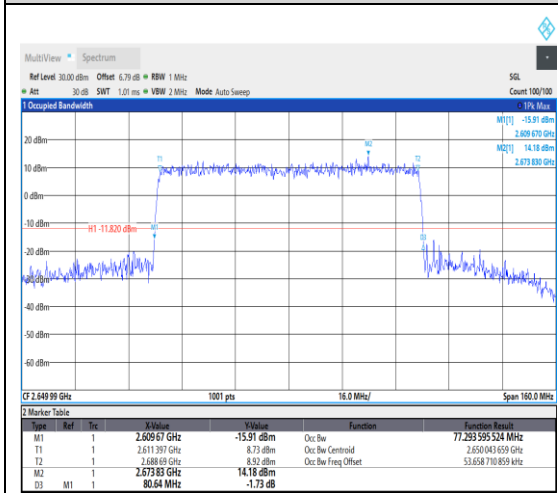 MultiView Spectrum
Ref Level 30.00 dBm Offset 6.79 dB RBW 1 MHz SGL
Att 30 dB SWT 1.01 ms VBW 2 MHz Mode Auto Sweep Count 100/100
1 Occupied Bandwidth 1Pk Max
M1[1] -15.91 dBm
2.609 670 GHz
M2[1] 14.18 dBm
2.673 830 GHz
20 dBm
M2
T1 T2
10 dBm
0 dBm
-10 dBm
H1 -11.820 dBm
M1
D3
-20 dBm
-30 dBm
-40 dBm
-50 dBm
-60 dBm
CF 2.649 99 GHz 1001 pts 16.0 MHz/ Span 160.0 MHz
2 Marker Table
Type Ref Trc X-Value Y-Value Function Function Result
M1 1 2.609 67 GHz -15.91 dBm Occ Bw 77.293 595 524 MHz
T1 1 2.611 397 GHz 8.73 dBm Occ Bw Centroid 2.650 043 659 GHz
T2 1 2.688 69 GHz 8.92 dBm Occ Bw Freq Offset 53.658 710 859 kHz
M2 1 2.673 83 GHz 14.18 dBm
D3 M1 1 80.64 MHz -1.73 dB